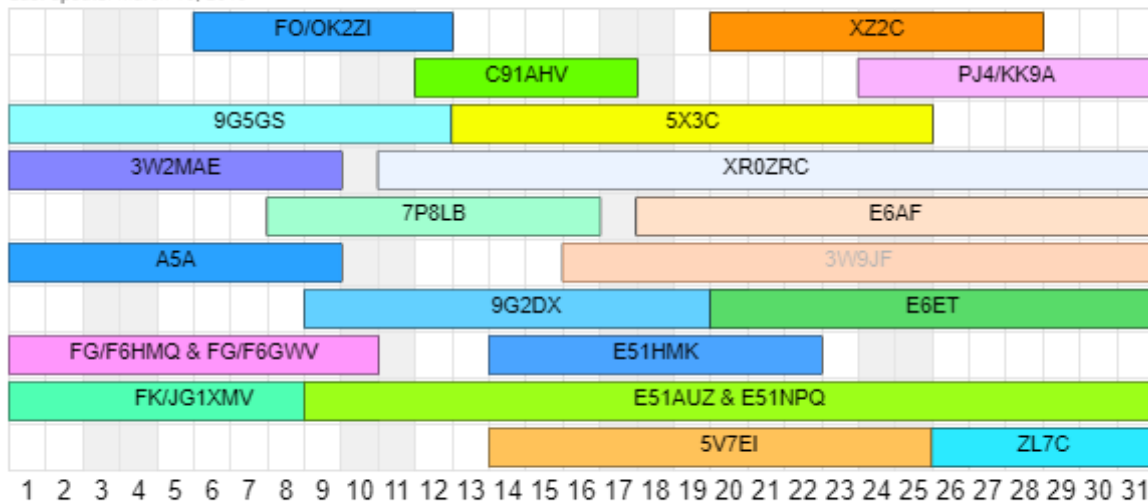 FO/OK2ZI XZ2C
C91AHV PJ4/KK9A
9G5GS 5X3C
3W2MAE XR0ZRC
7P8LB E6AF
A5A 3W9JF
9G2DX E6ET
FG/F6HMQ & FG/F6GWV E51HMK
FK/JG1XMV E51AUZ & E51NPQ
5V7EI ZL7C
1 2 3 4 5 6 7 8 9 10 11 12 13 14 15 16 17 18 19 20 21 22 23 24 25 26 27 28 29 30 31